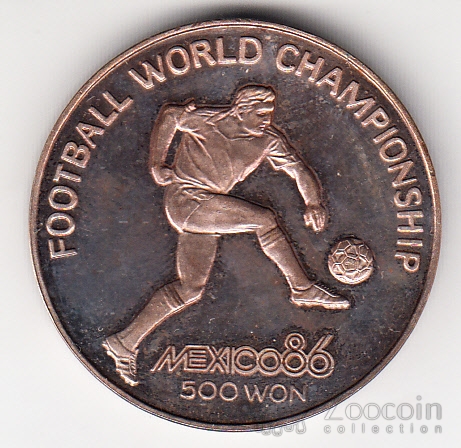 FOOTBALL WORLD CHAMPIONSHIP
MEXICO86
500 WON
Zoocoin
collection